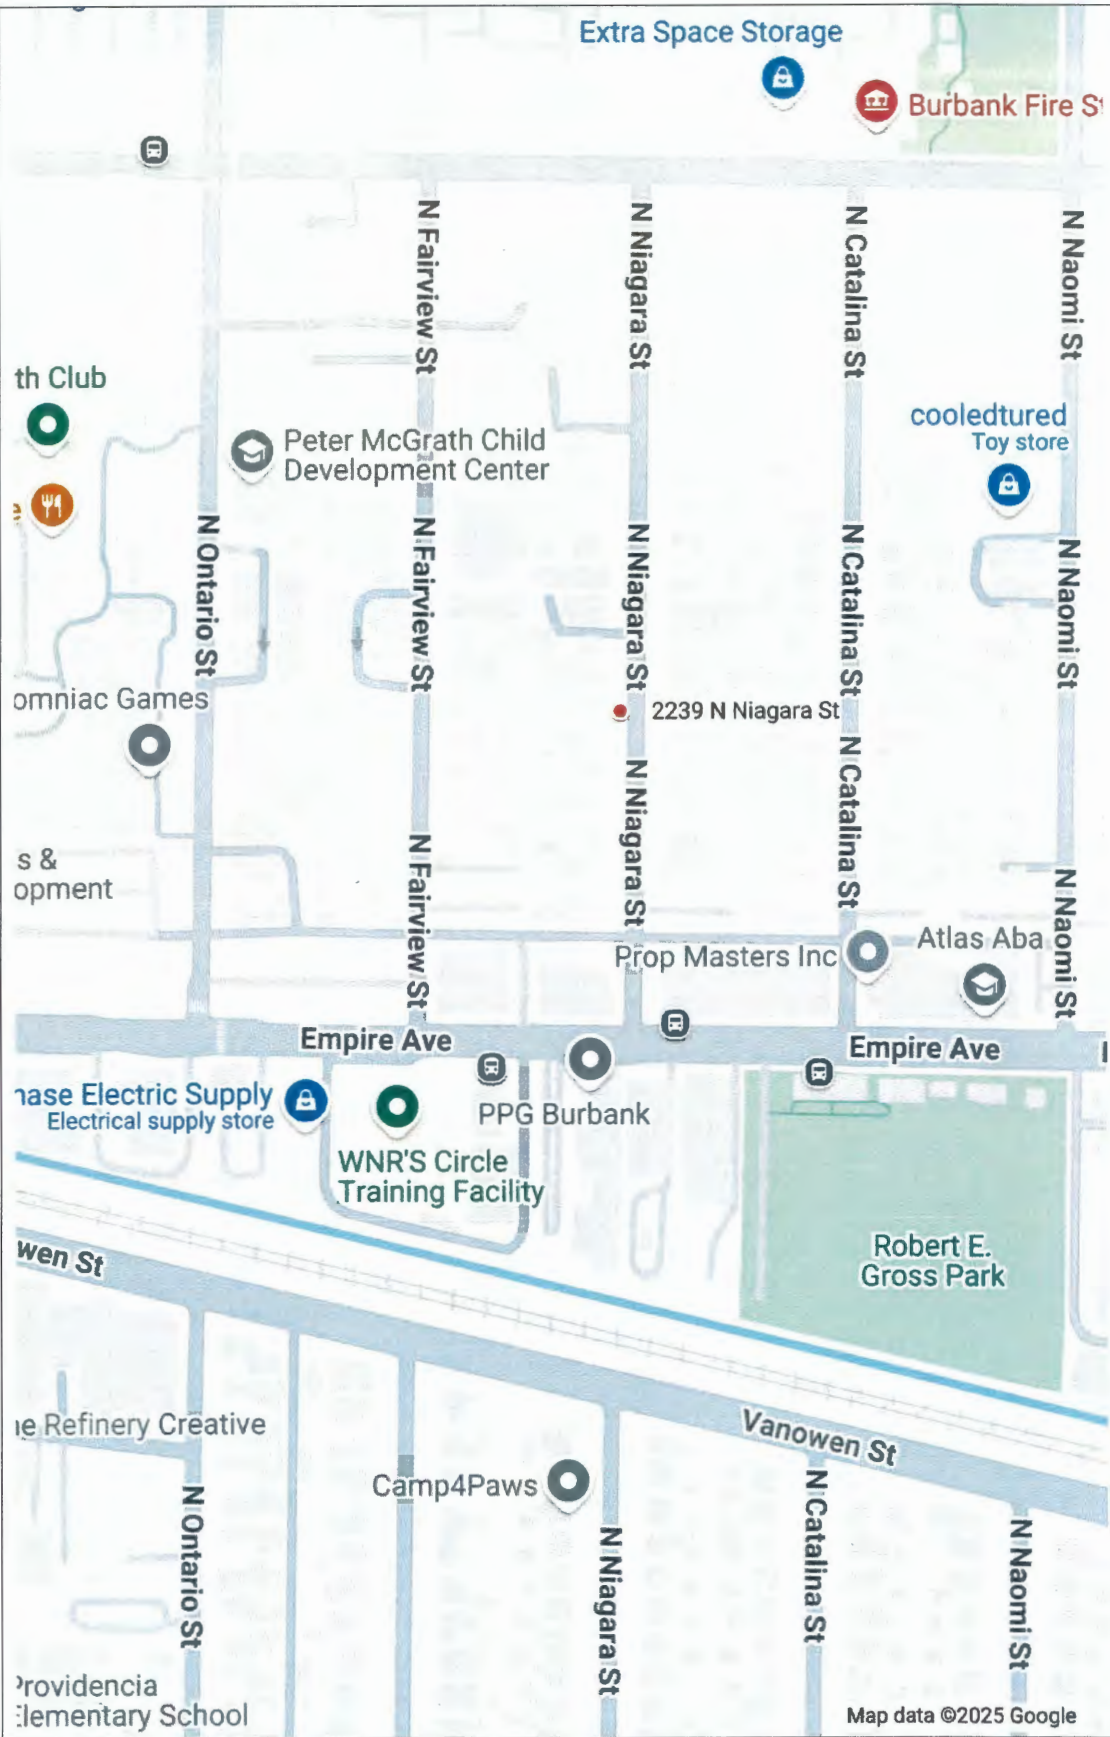 Extra Space Storage
Burbank Fire St
N Fairview St
N Niagara St
N Catalina St
N Naomi St
th Club
cooledtured
Toy store
Peter McGrath Child
Development Center
N Ontario St
N Fairview St
N Niagara St
N Catalina St
N Naomi St
omniac Games
2239 N Niagara St
N Niagara St
N Catalina St
s &
opment
N Fairview St
N Naomi St
Prop Masters Inc
Atlas Aba
Empire Ave
Empire Ave
hase Electric Supply
Electrical supply store
PPG Burbank
WNR'S Circle
Training Facility
wen St
Robert E.
Gross Park
ne Refinery Creative
Vanowen St
Camp4Paws
N Ontario St
N Niagara St
N Catalina St
N Naomi St
Providencia
Elementary School
Map data ©2025 Google